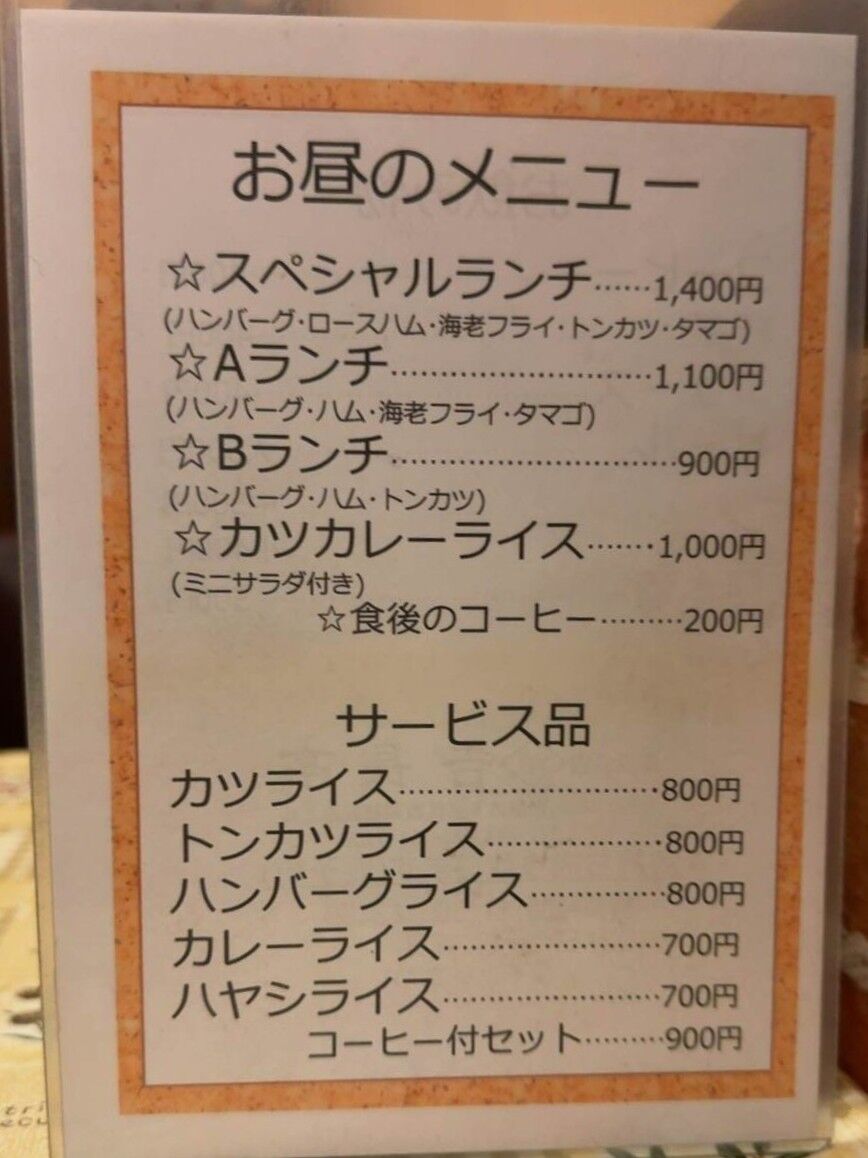 お昼のメニュー
☆スペシャルランチ……1,400円
(ハンバーグ・ロースハム・海老フライ・トンカツ・タマゴ)
☆Aランチ…………………………1,100円
(ハンバーグ・ハム・海老フライ・タマゴ)
☆Bランチ……………………………900円
(ハンバーグ・ハム・トンカツ)
☆カツカレーライス……・1,000円
(ミニサラダ付き)
☆食後のコーヒー………200円
サービス品
カツライス…………………………800円
トンカツライス…………………800円
ハンバーグライス……………800円
カレーライス……………………700円
ハヤシライス……………………700円
コーヒー付セット………900円